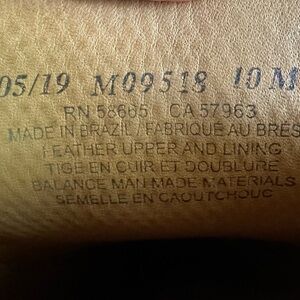 05/19 M09518 10 M
RN 58665 CA 57963
MADE IN BRAZIL / FABRIQUE AU BRES
LEATHER UPPER AND LINING
TIGE EN CUIR ET DOUBLURE
BALANCE MAN MADE MATERIALS
SEMELLE EN CAOUTCHOUC